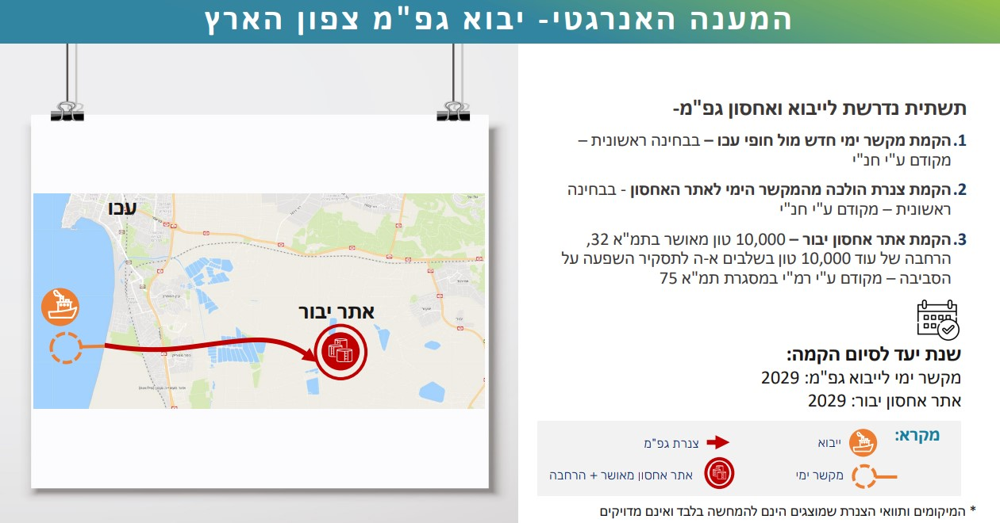 המענה האנרגטי- יבוא גפ"מ צפון הארץ
תשתית נדרשת לייבוא ואחסון גפ"מ-
1. הקמת מקשר ימי חדש מול חופי עכו – בבחינה ראשונית –
מקודם ע"י חנ"י
2. הקמת צנרת הולכה מהמקשר הימי לאתר האחסון - בבחינה
ראשונית – מקודם ע"י חנ"י
3. הקמת אתר אחסון יבור – 10,000 טון מאושר בתמ"א 32,
הרחבה של עוד 10,000 טון בשלבים א-ה לתסקיר השפעה על
הסביבה – מקודם ע"י רמ"י במסגרת תמ"א 75
שנת יעד לסיום הקמה:
מקשר ימי לייבוא גפ"מ: 2029
אתר אחסון יבור: 2029
מקרא:
ייבוא
צנרת גפ"מ
מקשר ימי
אתר אחסון מאושר + הרחבה
* המיקומים ותוואי הצנרת שמוצגים הינם להמחשה בלבד ואינם מדויקים
עכו
אתר יבור